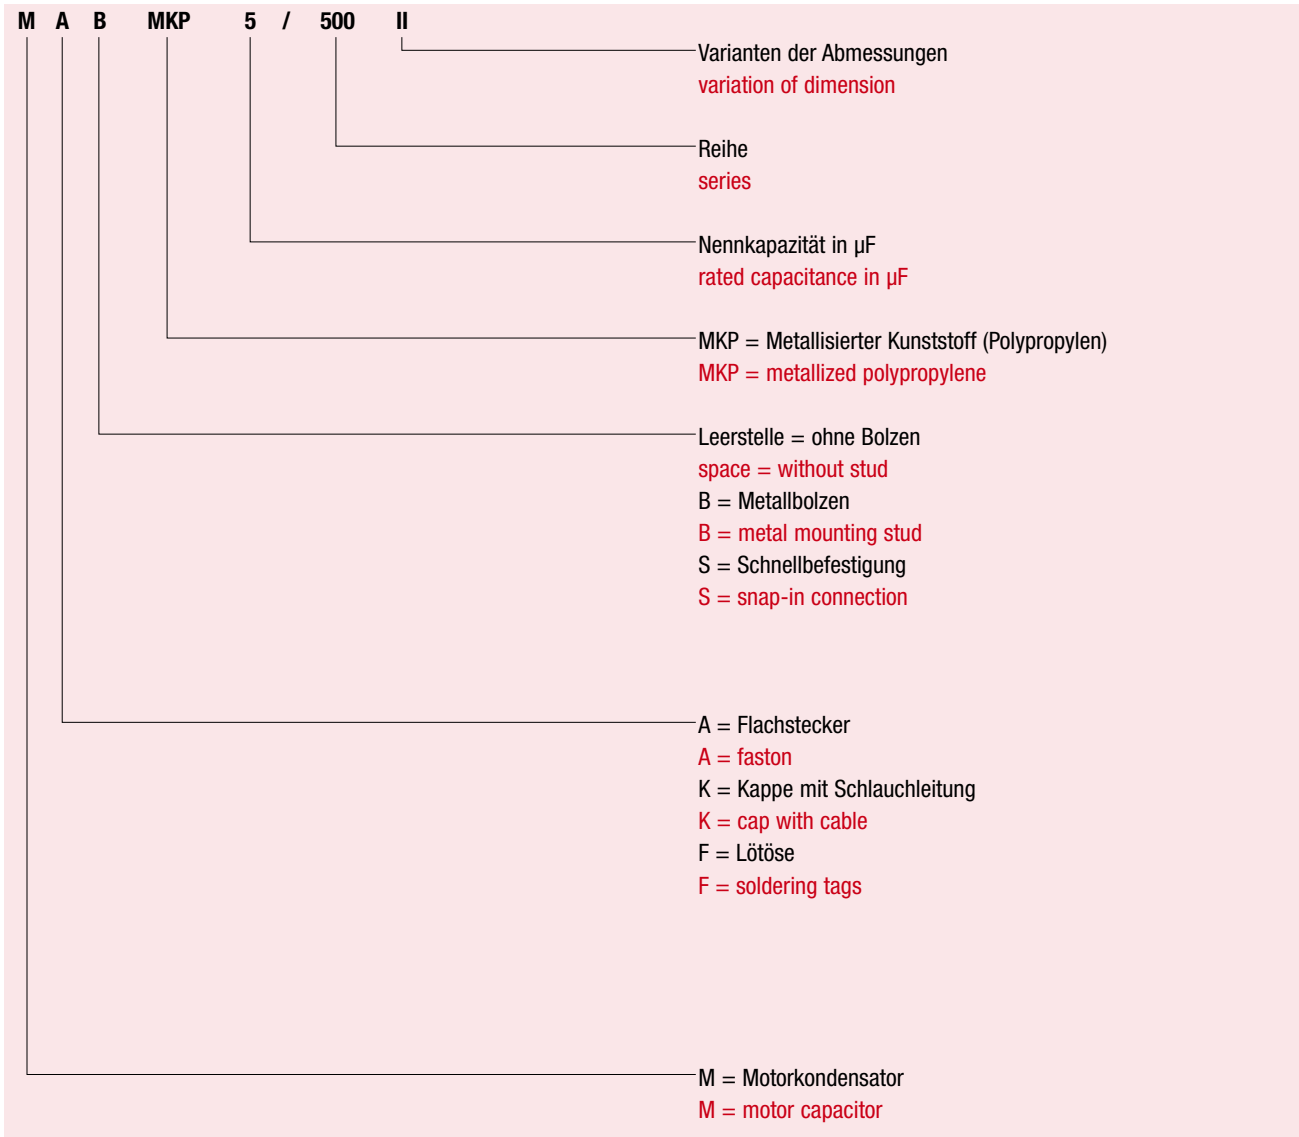 M A B MKP 5 / 500 II
Varianten der Abmessungen
variation of dimension
Reihe
series
Nennkapazität in µF
rated capacitance in µF
MKP = Metallisierter Kunststoff (Polypropylen)
MKP = metallized polypropylene
Leerstelle = ohne Bolzen
space = without stud
B = Metallbolzen
B = metal mounting stud
S = Schnellbefestigung
S = snap-in connection
A = Flachstecker
A = faston
K = Kappe mit Schlauchleitung
K = cap with cable
F = Lötöse
F = soldering tags
M = Motorkondensator
M = motor capacitor